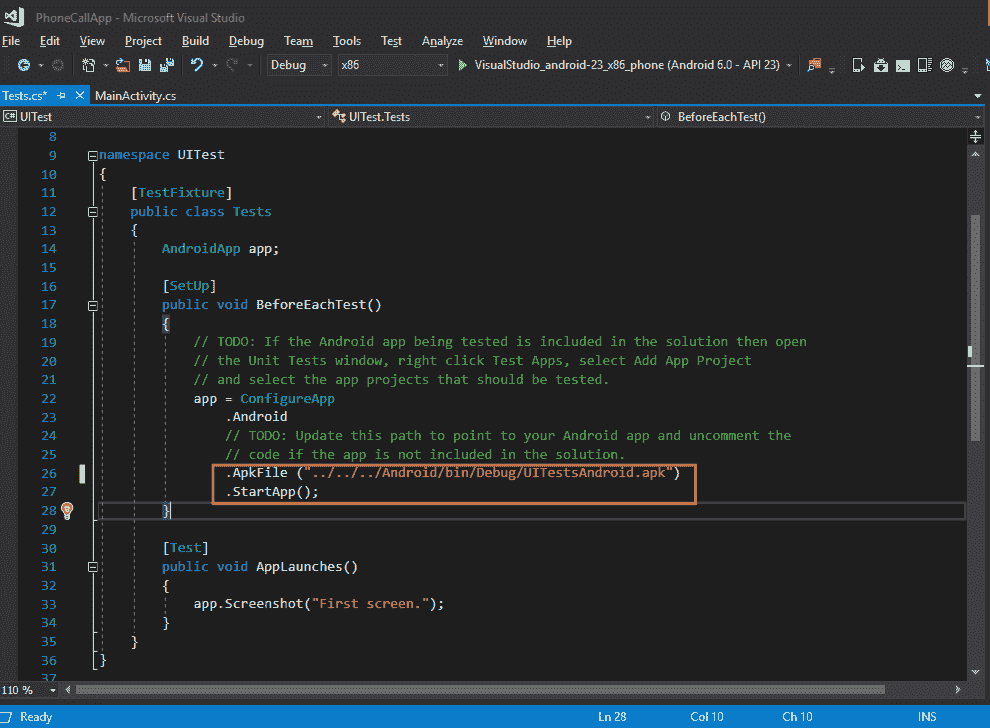 PhoneCallApp - Microsoft Visual Studio
File Edit View Project Build Debug Team Tools Test Analyze Window Help
Debug x86 VisualStudio_android-23_x86_phone (Android 6.0 - API 23)
Tests.cs* MainActivity.cs
C# UITest UITest.Tests BeforeEachTest()
8
9 namespace UITest
10 {
11 [TestFixture]
12 public class Tests
13 {
14 AndroidApp app;
15
16 [SetUp]
17 public void BeforeEachTest()
18 {
19 // TODO: If the Android app being tested is included in the solution then open
20 // the Unit Tests window, right click Test Apps, select Add App Project
21 // and select the app projects that should be tested.
22 app = ConfigureApp
23 .Android
24 // TODO: Update this path to point to your Android app and uncomment the
25 // code if the app is not included in the solution.
26 .ApkFile ("../../../Android/bin/Debug/UITestsAndroid.apk")
27 .StartApp();
28 }
29
30 [Test]
31 public void AppLaunches()
32 {
33 app.Screenshot("First screen.");
34 }
35 }
36 }
37
110 %
Ready Ln 28 Col 10 Ch 10 INS